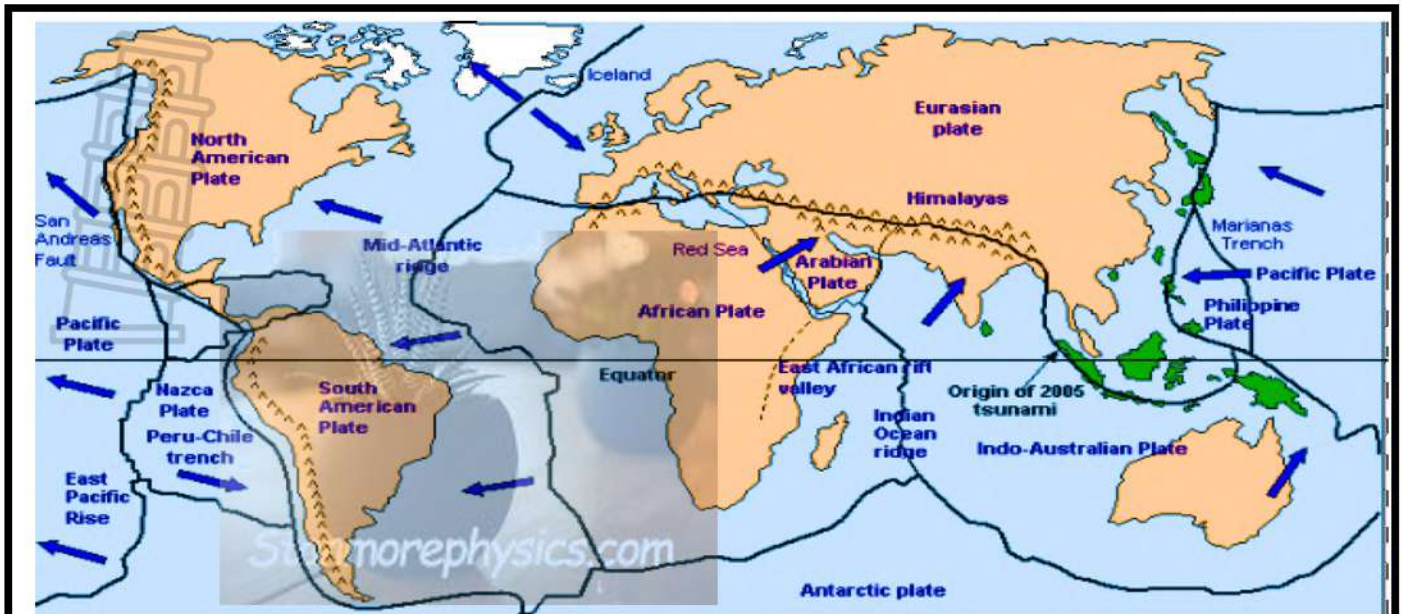 Iceland
Eurasian
plate
North
American
Plate
Himalayas
San
Andreas
Fault
Mid-Atlantic
ridge
Red Sea
Arabian
Plate
Marianas
Trench
Pacific Plate
African Plate
Philippine
Plate
Pacific
Plate
Equator
East African rift
valley
Nazca
Plate
South
American
Plate
Origin of 2005
tsunami
Peru-Chile
trench
Indian
Ocean
ridge
Indo-Australian Plate
East
Pacific
Rise
Stanmorephysics.com
Antarctic plate